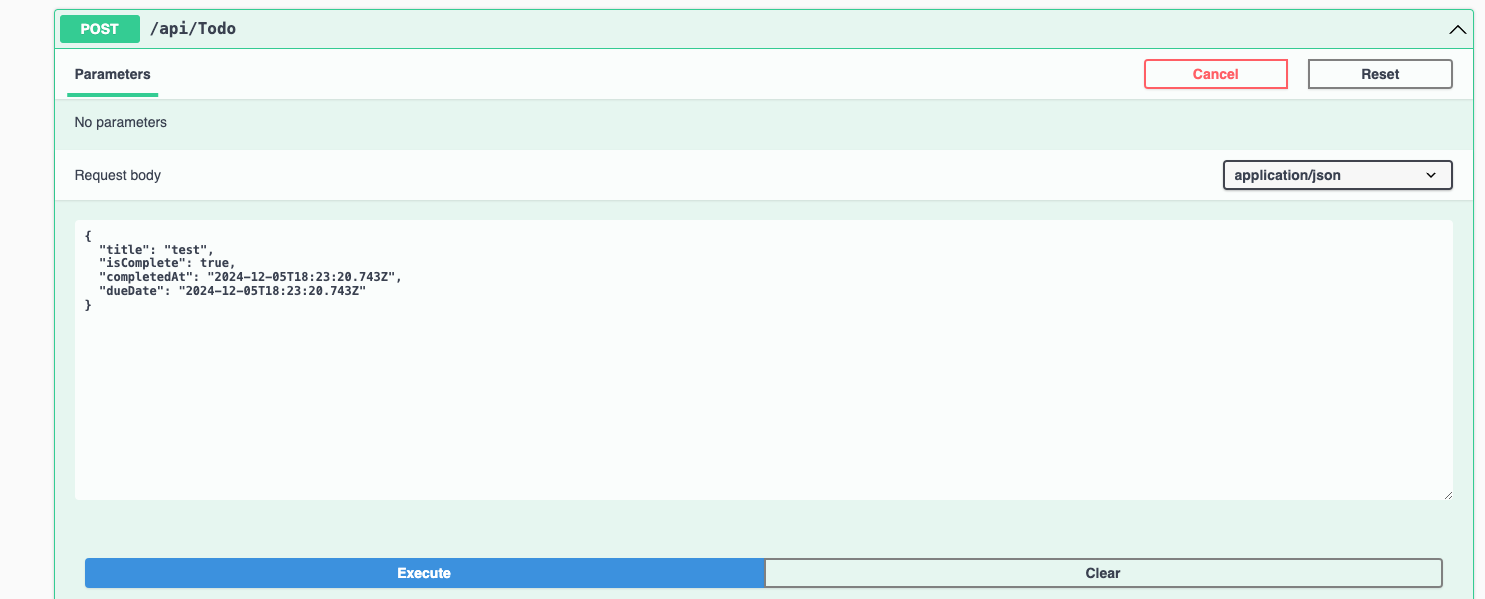 POST /api/Todo
Parameters Cancel Reset
No parameters
Request body application/json
{
  "title": "test",
  "isComplete": true,
  "completedAt": "2024-12-05T18:23:20.743Z",
  "dueDate": "2024-12-05T18:23:20.743Z"
}
Execute Clear